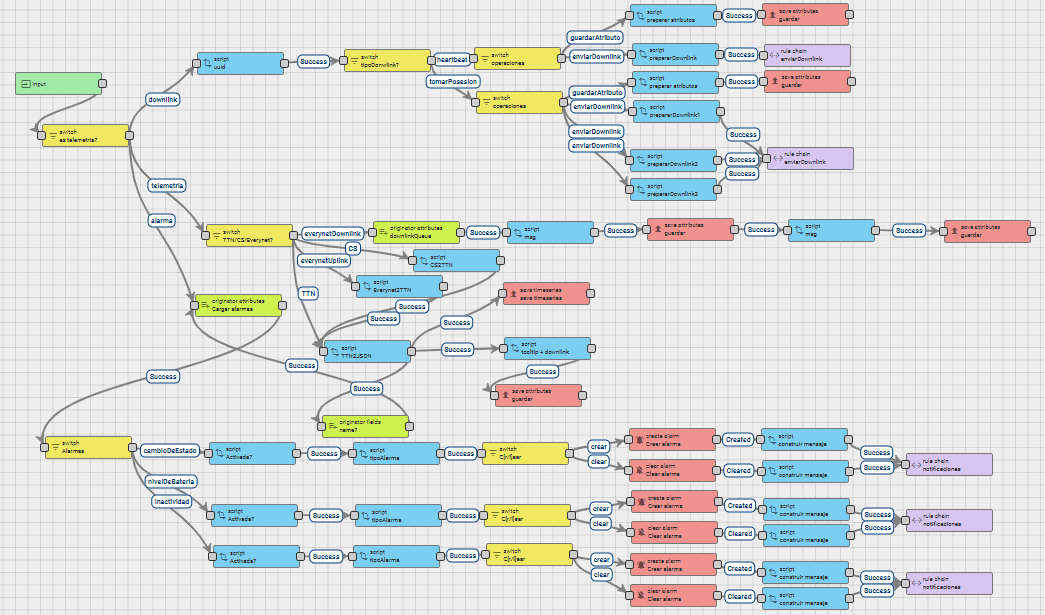 input
switch
es telemetria?
downlink
telemetria
alarma
script
uuid
Success
switch
tipoDonwlink?
heartbeat
tomarPosesion
switch
operaciones
guardarAtributo
enviarDownlink
script
preparar atributos
Success
save attributes
guardar
script
prepararDownlink
Success
rule chain
enviarDownlink
switch
operaciones
guardarAtributo
enviarDownlink
enviarDownlink
enviarDownlink
script
preparar atributos
Success
save attributes
guardar
script
prepararDownlink1
Success
script
prepararDownlink2
Success
script
prepararDownlink3
Success
rule chain
enviarDownlink
switch
TTN/CS/Everynet?
everynetDownlink
CS
everynetUplink
TTN
originator attributes
downlinkQueue
Success
script
msg
Success
save attributes
guardar
Success
script
msg
Success
save attributes
guardar
script
CS2TTN
script
Everynet2TTN
Success
Success
originator attributes
Cargar alarmas
Success
script
TTN2JSON
Success
save timeseries
save timeseries
Success
script
tooltip + downlink
Success
save attributes
guardar
Success
originator fields
name?
Success
switch
Alarmas
cambioDeEstado
nivelDeBateria
inactividad
script
Activada?
Success
script
tipoAlarma
Success
switch
crear
clear
create alarm
Crear alarma
Created
script
construir mensaje
Success
clear alarm
Clear alarma
Cleared
script
construir mensaje
Success
rule chain
notificaciones
script
Activada?
Success
script
tipoAlarma
Success
switch
crear
clear
create alarm
Crear alarma
Created
script
construir mensaje
Success
clear alarm
Clear alarma
Cleared
script
construir mensaje
Success
rule chain
notificaciones
script
Activada?
Success
script
tipoAlarma
Success
switch
crear
clear
create alarm
Crear alarma
Created
script
construir mensaje
Success
clear alarm
Clear alarma
Cleared
script
construir mensaje
Success
rule chain
notificaciones